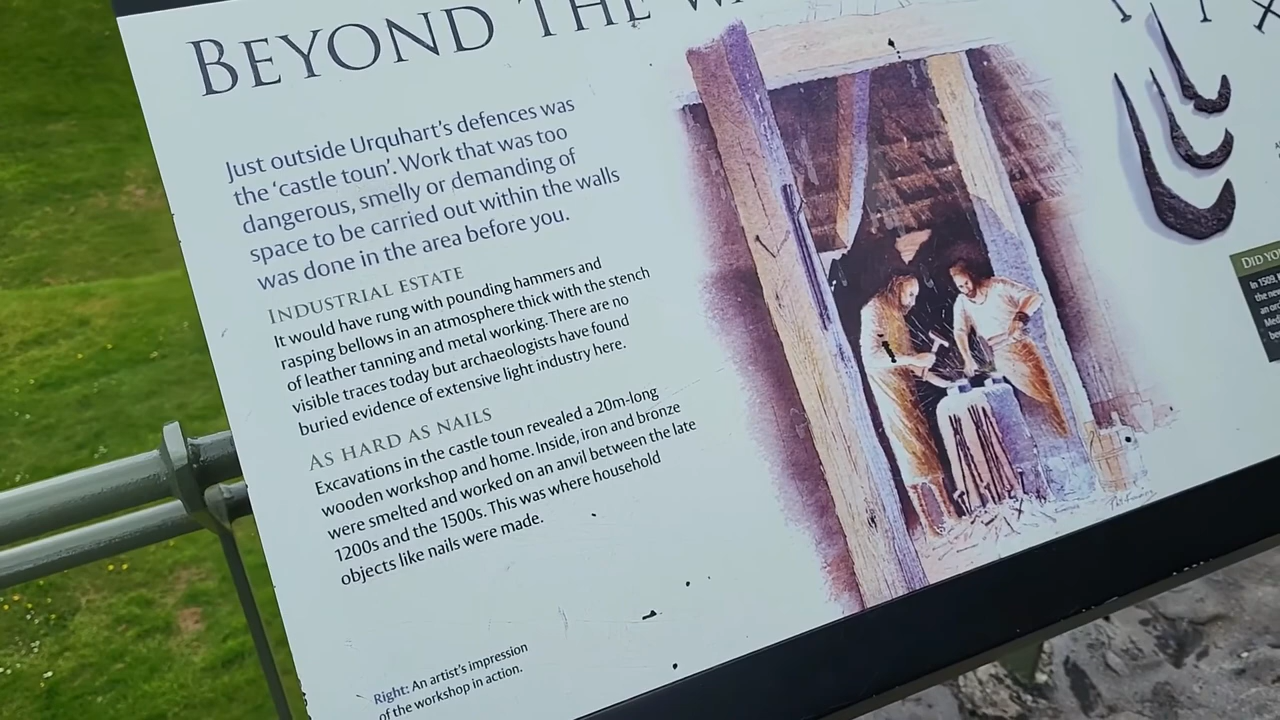 BEYOND THE
Just outside Urquhart's defences was
the 'castle toun'. Work that was too
dangerous, smelly or demanding of
space to be carried out within the walls
was done in the area before you.
INDUSTRIAL ESTATE
It would have rung with pounding hammers and
rasping bellows in an atmosphere thick with the stench
of leather tanning and metal working. There are no
visible traces today but archaeologists have found
buried evidence of extensive light industry here.
AS HARD AS NAILS
Excavations in the castle toun revealed a 20m-long
wooden workshop and home. Inside, iron and bronze
were smelted and worked on an anvil between the late
1200s and the 1500s. This was where household
objects like nails were made.
Right: An artist's impression
of the workshop in action.
DID YO
In 1509,
the ne
an or